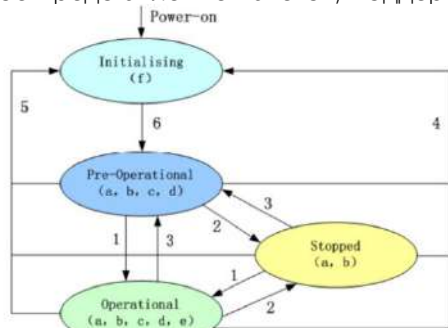 Power-on
Initialising
(f)
5
4
6
Pre-Operational
(a, b, c, d)
3
2
1
3
Stopped
(a, b)
1
2
Operational
(a, b, c, d, e)